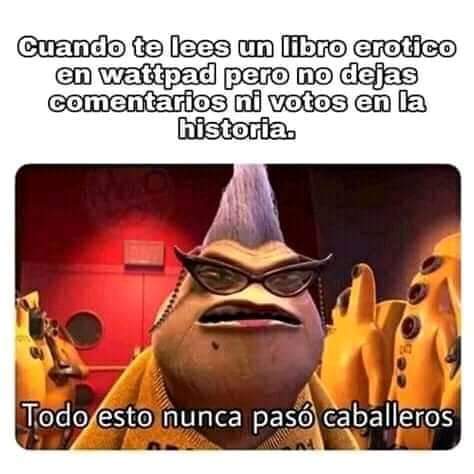 Cuando te lees un libro erotico
en wattpad pero no dejas
comentarios ni votos en la
historia.
Todo esto nunca pasó caballeros